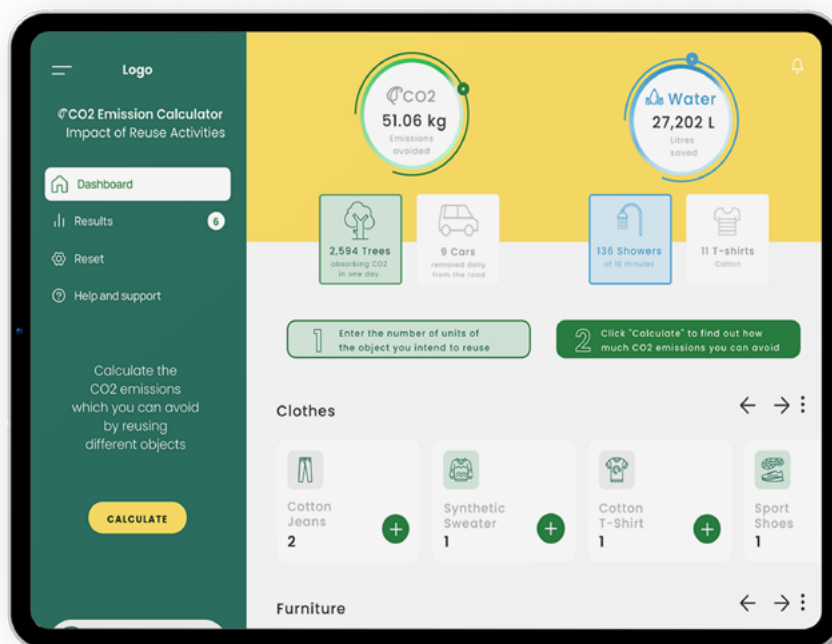 Logo
CO2 Emission Calculator
Impact of Reuse Activities
Dashboard
Results
6
Reset
Help and support
Calculate the
CO2 emissions
which you can avoid
by reusing
different objects
CALCULATE
CO2
51.06 kg
Emissions
avoided
Water
27,202 L
Litres
saved
2,594 Trees
absorbing CO2
in one day.
9 Cars
removed daily
from the road
136 Showers
of 10 minutes
11 T-shirts
Cotton
1
Enter the number of units of
the object you intend to reuse
2
Click "Calculate" to find out how
much CO2 emissions you can avoid
Clothes
Cotton
Jeans
2
Synthetic
Sweater
1
Cotton
T-Shirt
1
Sport
Shoes
1
Furniture